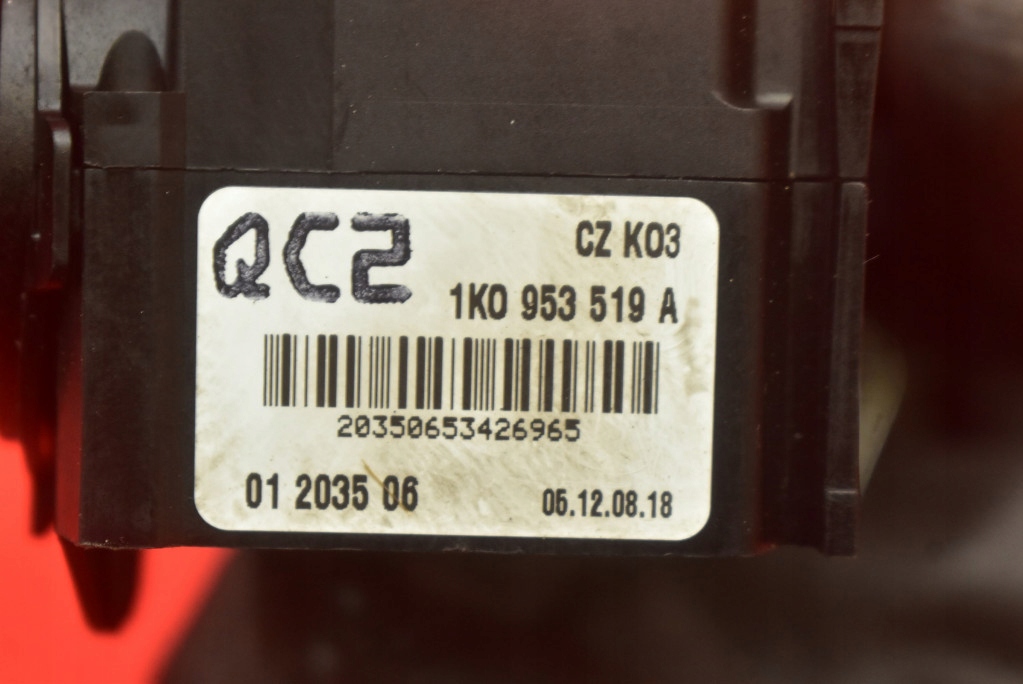 QC2
CZ K03
1K0 953 519 A
20350653426965
01 2035 06
05.12.08.18